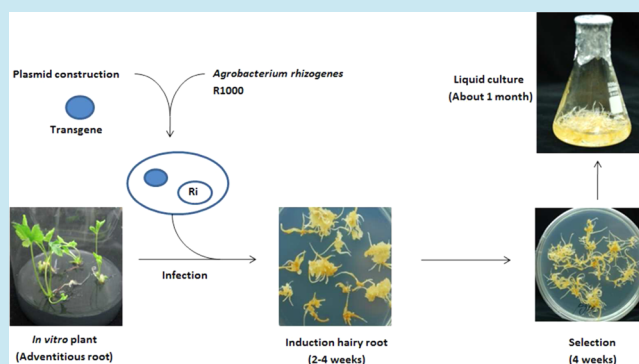 Plasmid construction
Transgene
Agrobacterium rhizogenes
R1000
Ri
Liquid culture
(About 1 month)
Infection
In vitro plant
(Adventitious root)
Induction hairy root
(2-4 weeks)
Selection
(4 weeks)